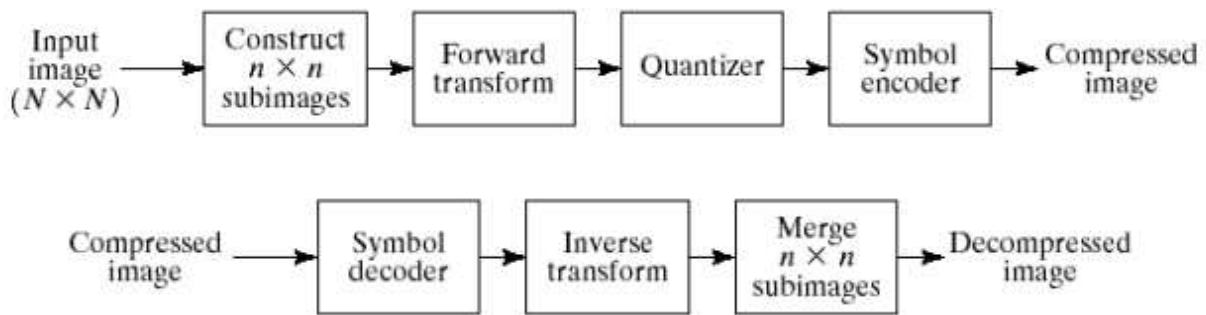 Input
image
(N × N)
Construct
n × n
subimages
Forward
transform
Quantizer
Symbol
encoder
Compressed
image
Compressed
image
Symbol
decoder
Inverse
transform
Merge
n × n
subimages
Decompressed
image